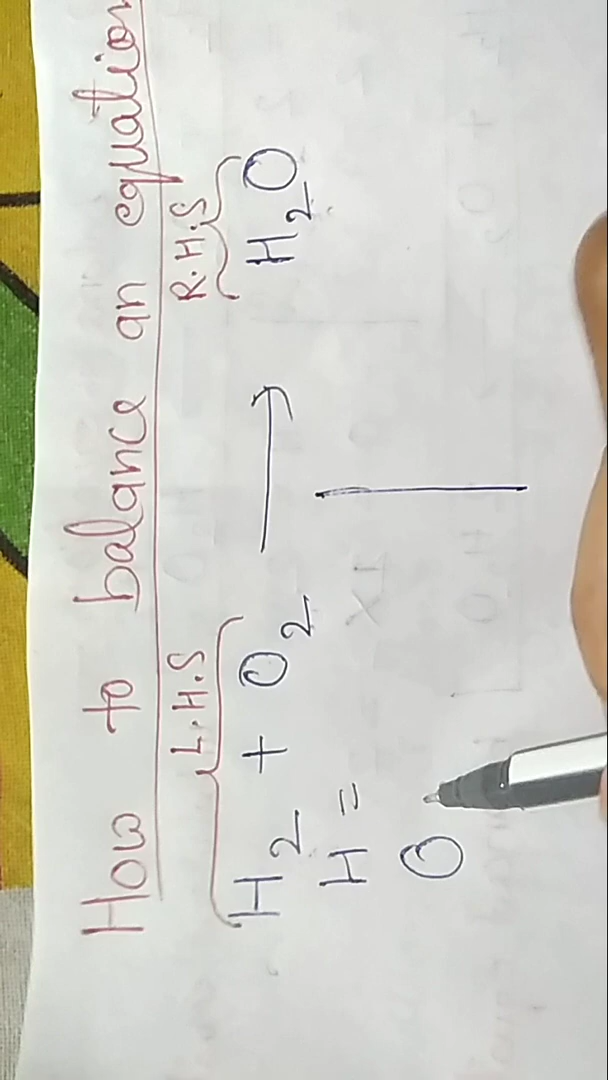 How to balance an equation
L.H.S R.H.S
H₂ + O₂ → H₂O
H =
O